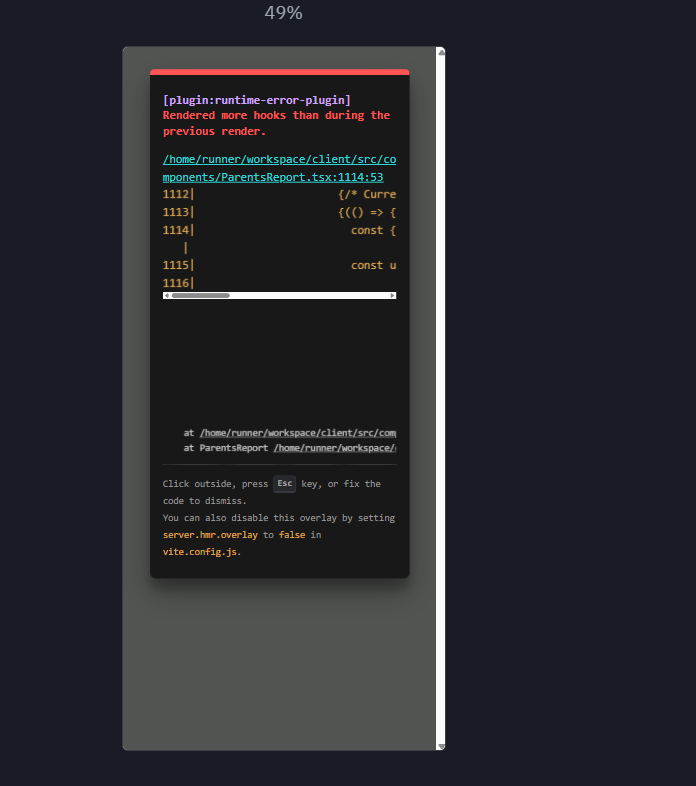 49%
[plugin:runtime-error-plugin]
Rendered more hooks than during the
previous render.
/home/runner/workspace/client/src/co
mponents/ParentsReport.tsx:1114:53
1112|                      {/* Curre
1113|                      {(() => {
1114|                        const {
|
1115|                        const u
1116|
at /home/runner/workspace/client/src/com
at ParentsReport /home/runner/workspace/
Click outside, press Esc key, or fix the
code to dismiss.
You can also disable this overlay by setting
server.hmr.overlay to false in
vite.config.js.